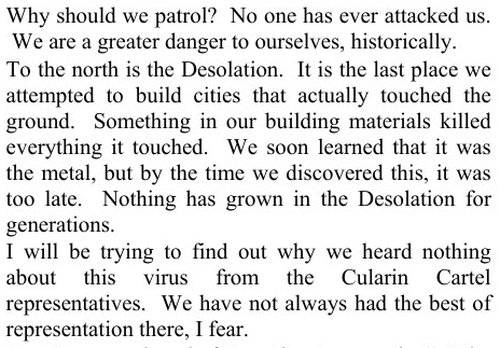 Why should we patrol?  No one has ever attacked us.
We are a greater danger to ourselves, historically.
To the north is the Desolation.  It is the last place we
attempted to build cities that actually touched the
ground.  Something in our building materials killed
everything it touched.  We soon learned that it was
the metal, but by the time we discovered this, it was
too late.  Nothing has grown in the Desolation for
generations.
I will be trying to find out why we heard nothing
about this virus from the Cularin Cartel
representatives.  We have not always had the best of
representation there, I fear.